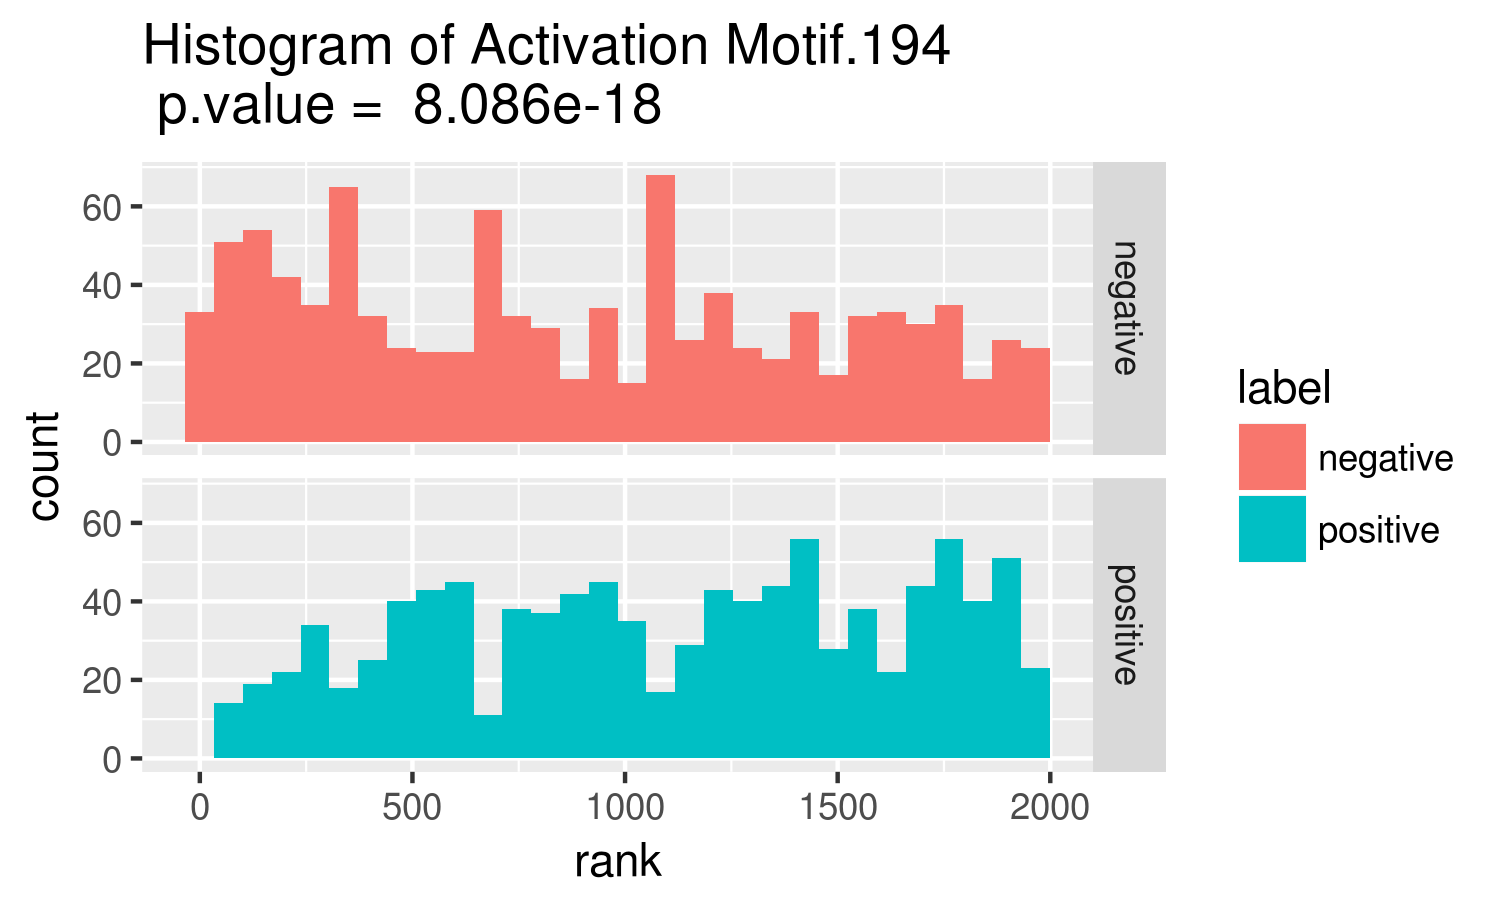 Histogram of Activation Motif.194
p.value =  8.086e-18
60
40
20
0
negative
count
60
40
20
0
positive
0 500 1000 1500 2000
rank
label
negative
positive